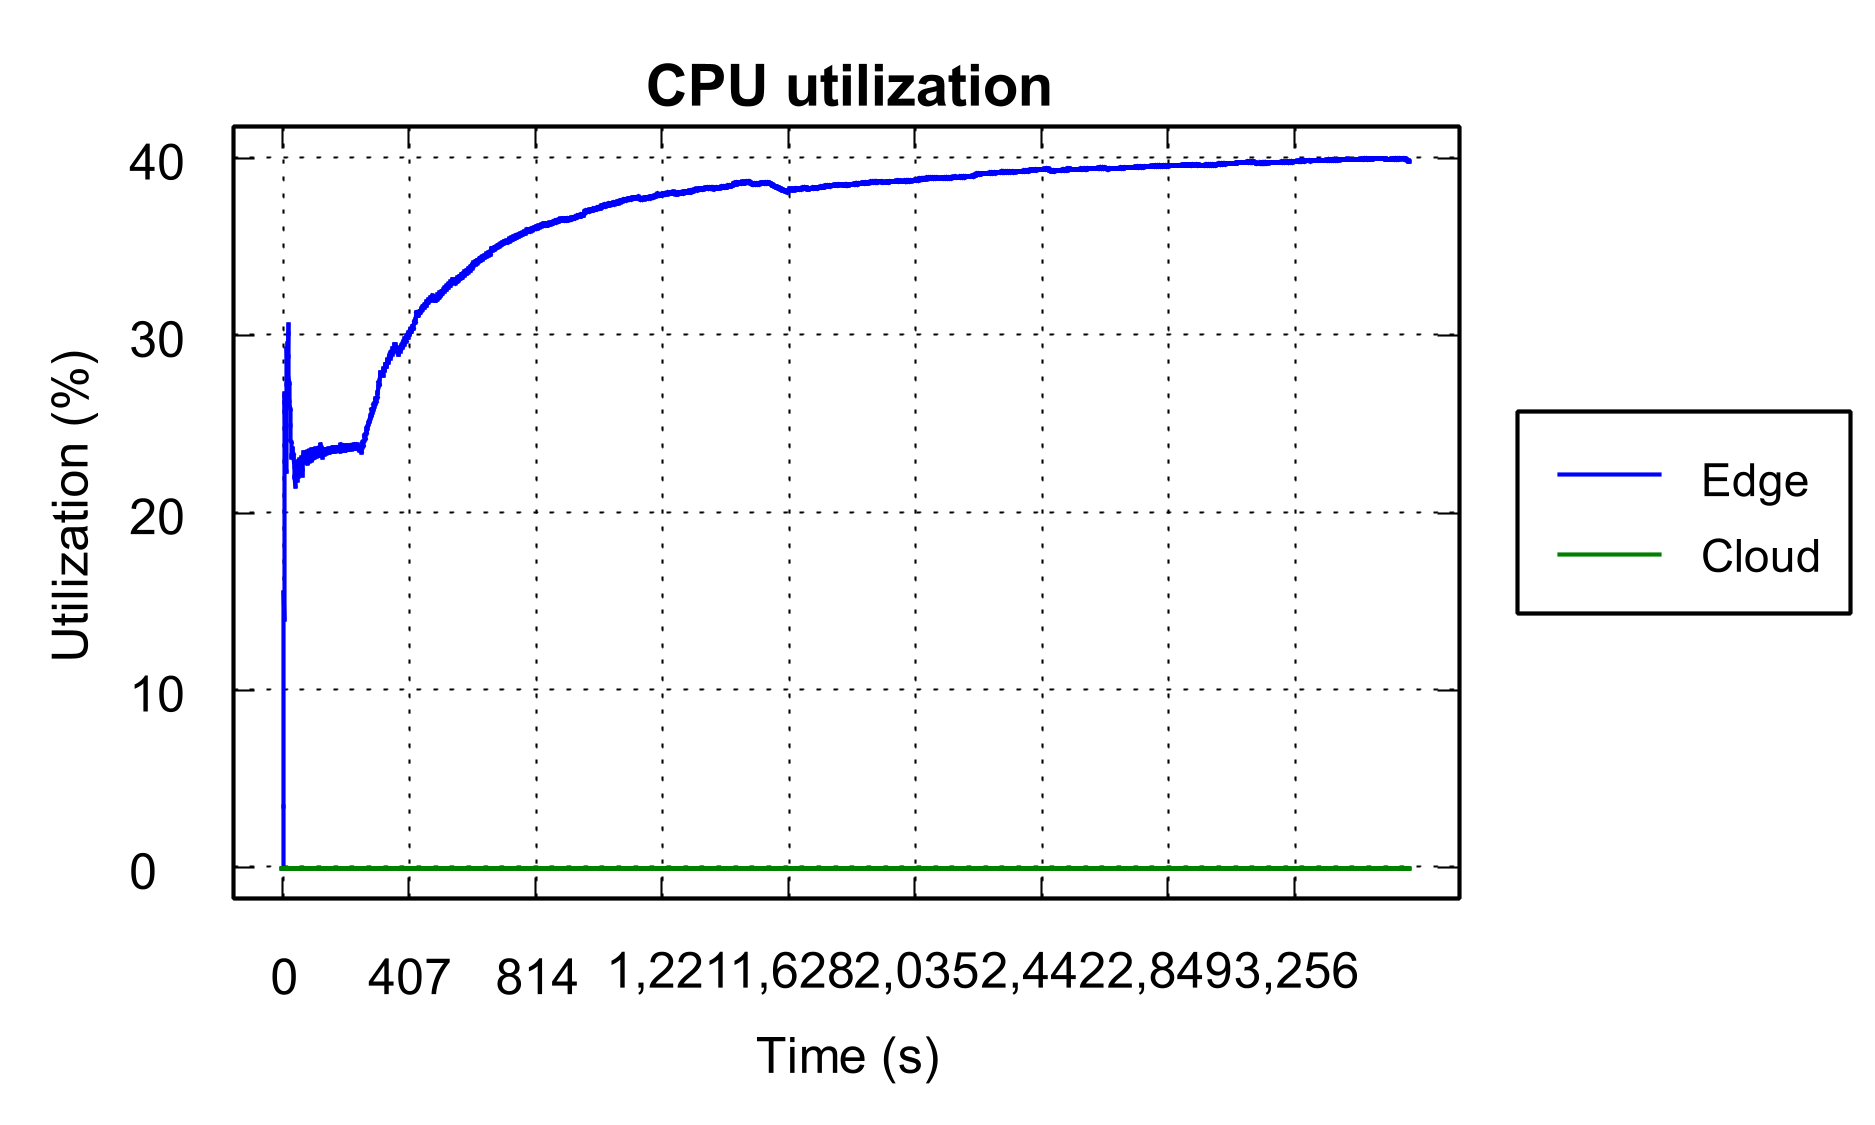 CPU utilization
Utilization (%)
40
30
20
10
0
0 407 814 1,2211,6282,0352,4422,8493,256
Time (s)
Edge
Cloud